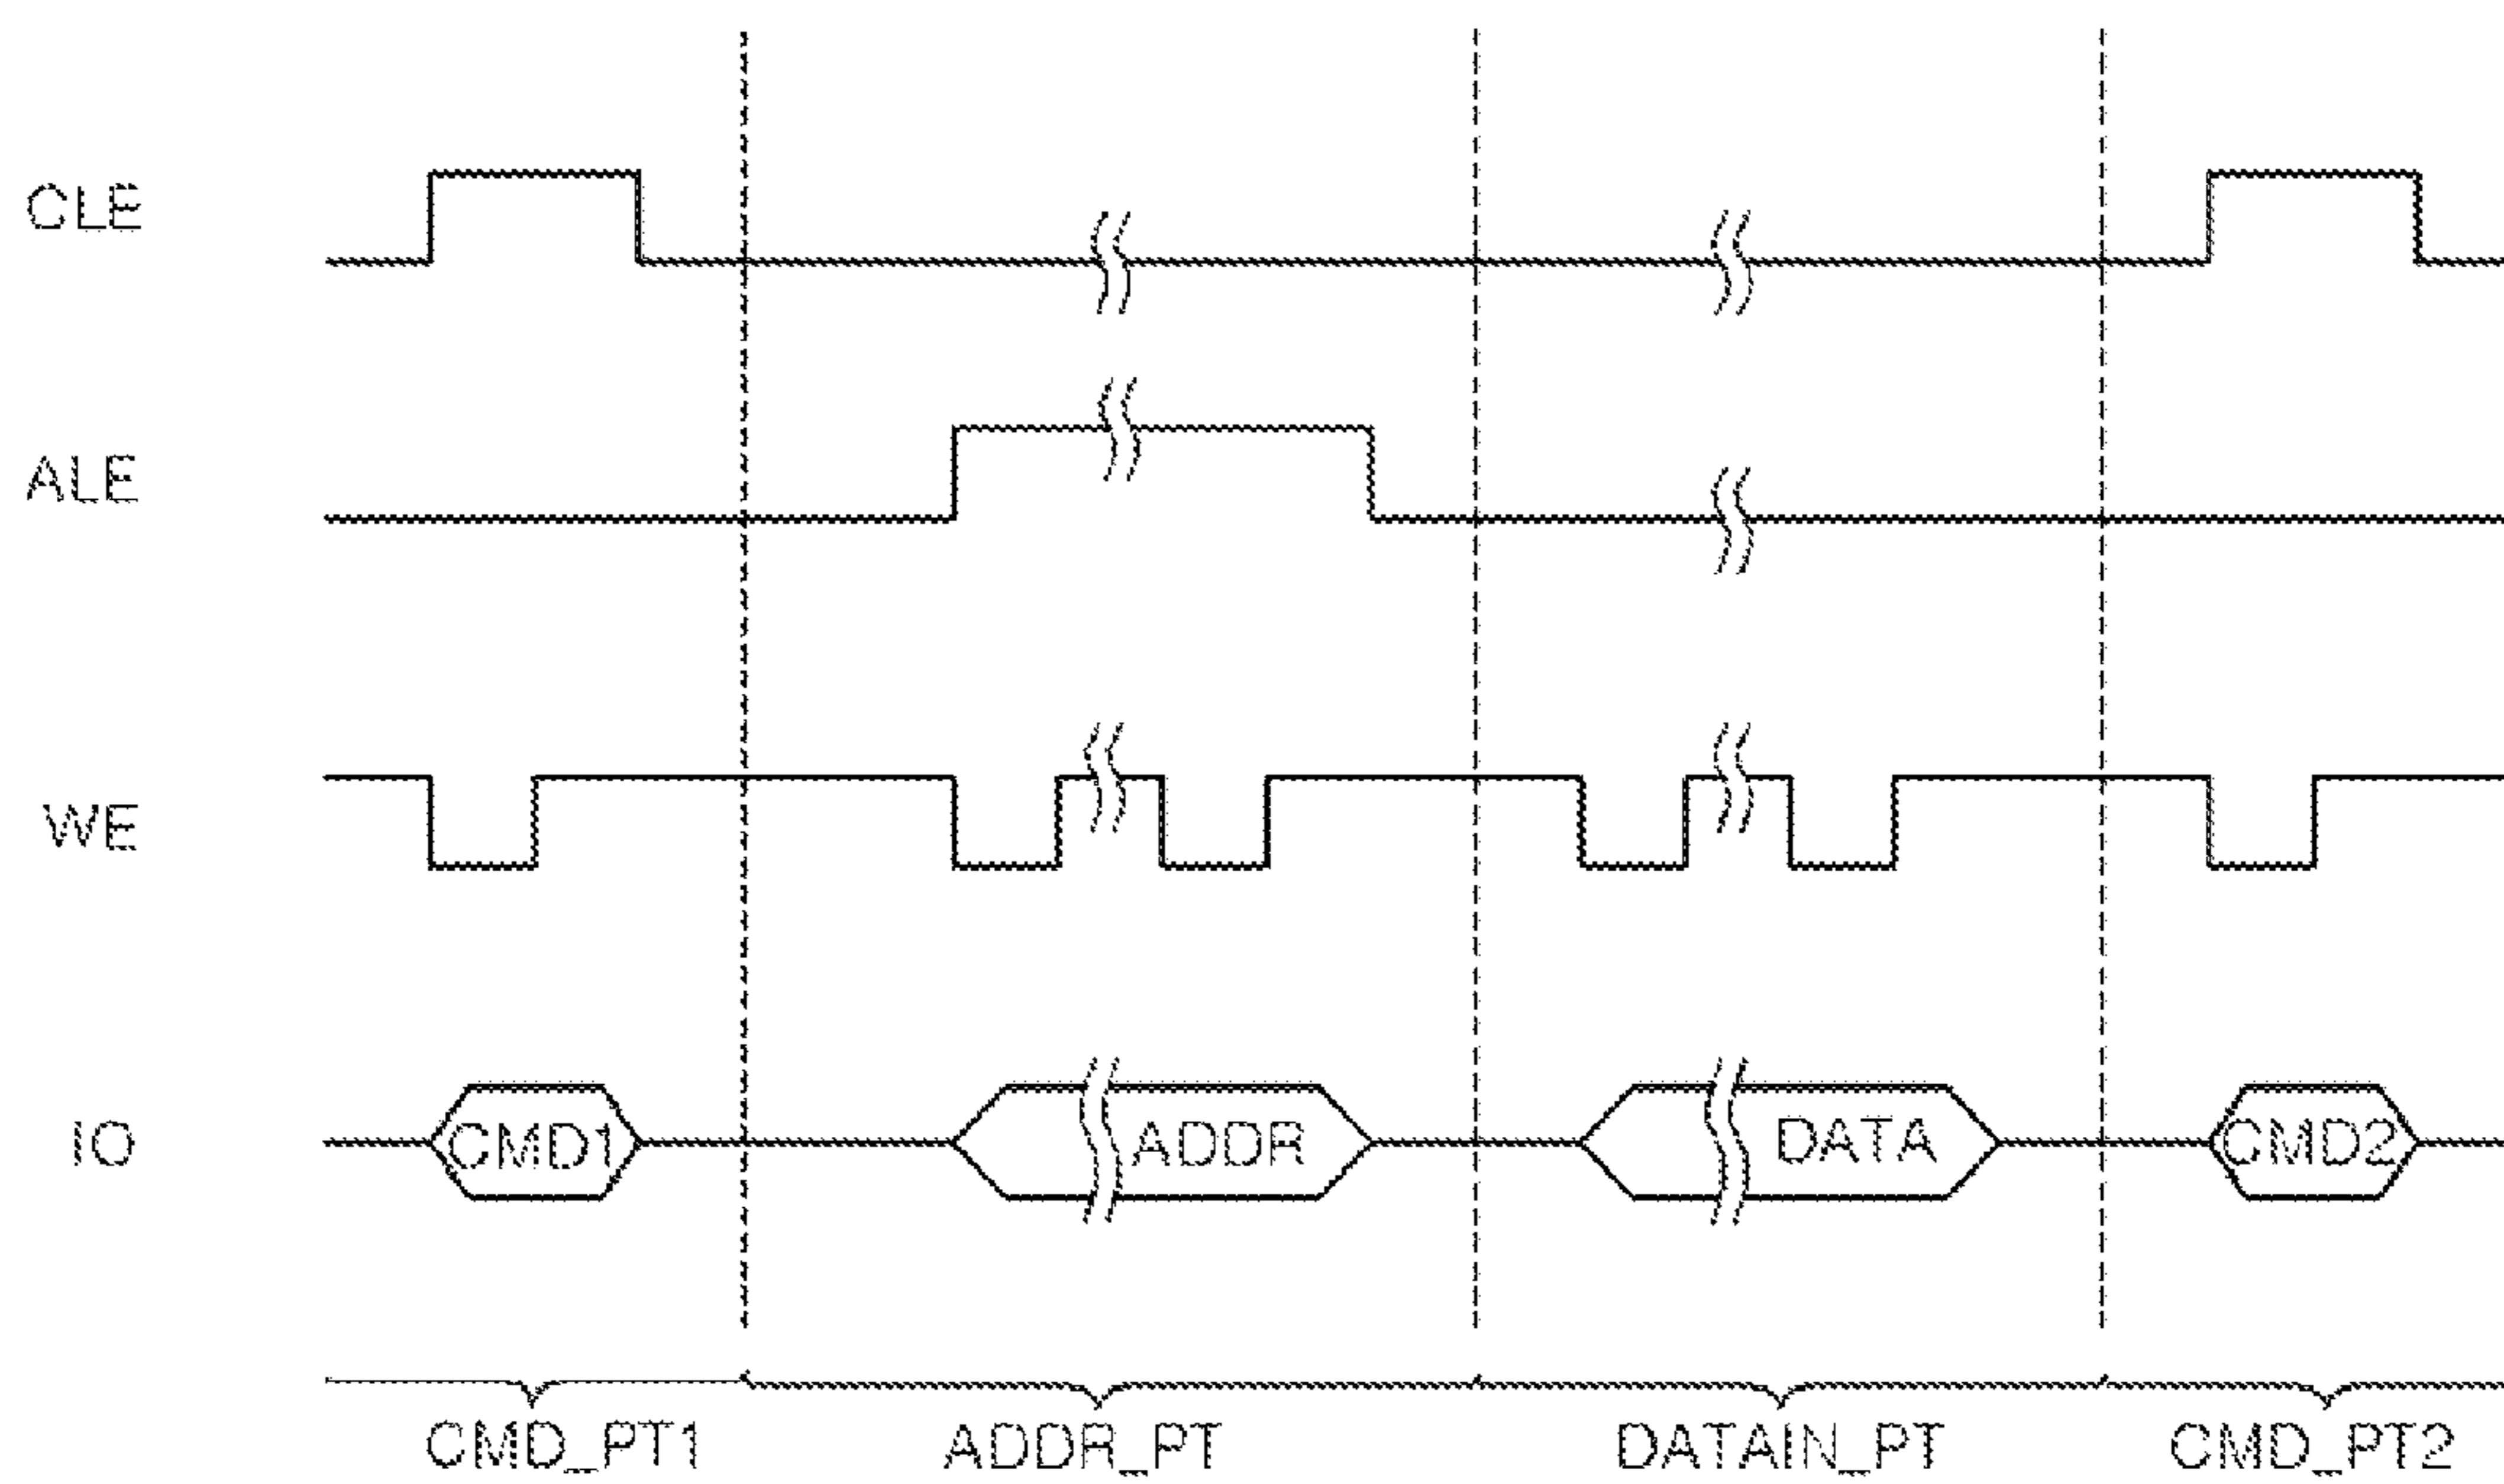 CLE
ALE
WE
IO CMD1 ADDR DATA CMD2
CMD_PT1 ADDR_PT DATAIN_PT CMD_PT2